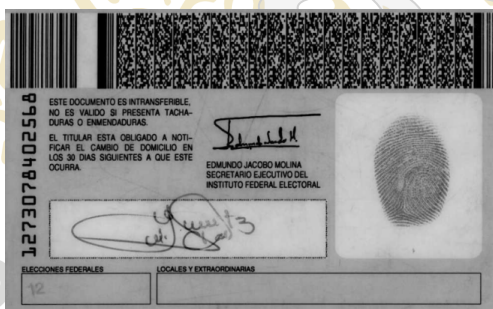 1273078402568
ESTE DOCUMENTO ES INTRANSFERIBLE,
NO ES VALIDO SI PRESENTA TACHA-
DURAS O ENMENDADURAS.
EL TITULAR ESTA OBLIGADO A NOTI-
FICAR EL CAMBIO DE DOMICILIO EN
LOS 30 DIAS SIGUIENTES A QUE ESTE
OCURRA.
EDMUNDO JACOBO MOLINA
SECRETARIO EJECUTIVO DEL
INSTITUTO FEDERAL ELECTORAL
ELECCIONES FEDERALES
LOCALES Y EXTRAORDINARIAS
12